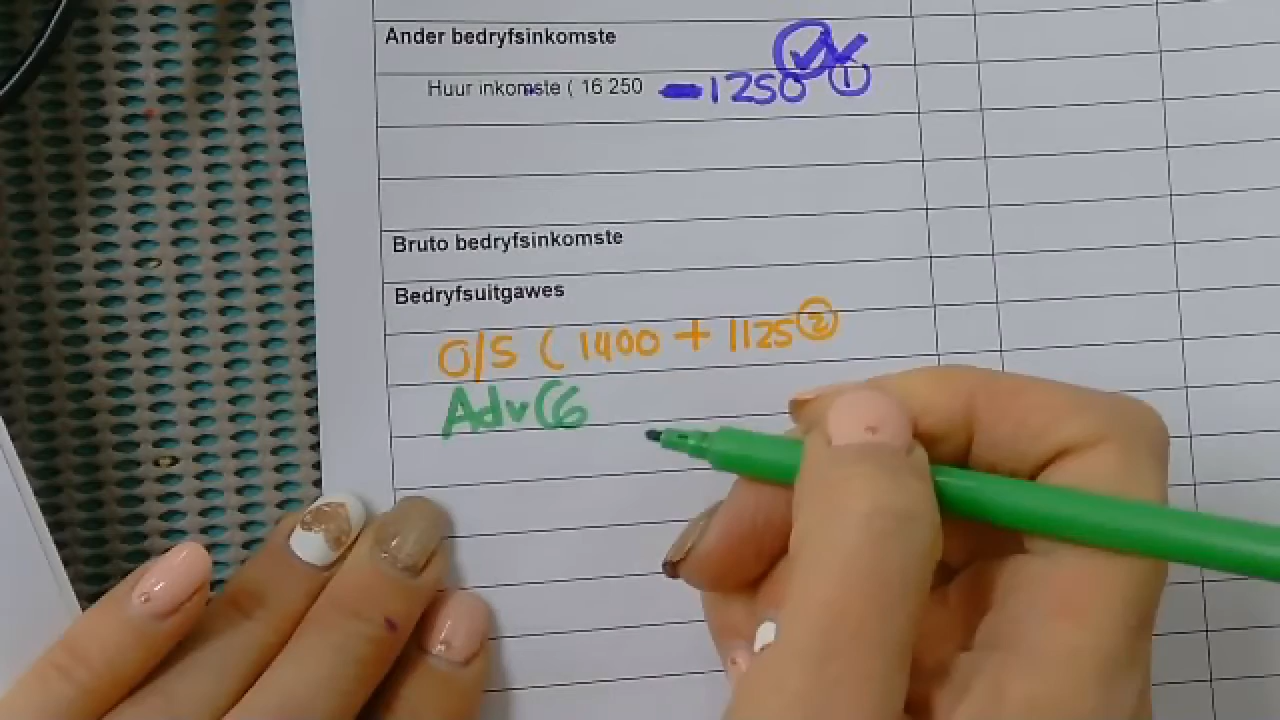 Ander bedryfsinkomste
Huur inkomste ( 16 250 - 1250 ①
Bruto bedryfsinkomste
Bedryfsuitgawes
O/S ( 1400 + 1125 ②
Adv (6